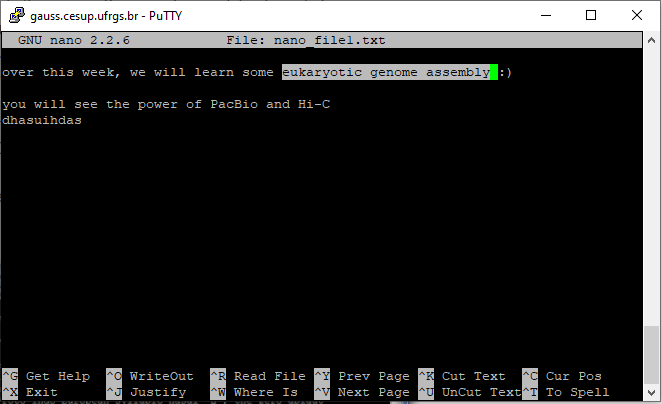 gauss.cesup.ufrgs.br - PuTTY
GNU nano 2.2.6 File: nano_file1.txt
over this week, we will learn some eukaryotic genome assembly :)
you will see the power of PacBio and Hi-C
dhasuihdas
^G Get Help ^O WriteOut ^R Read File ^Y Prev Page ^K Cut Text ^C Cur Pos
^X Exit ^J Justify ^W Where Is ^V Next Page ^U UnCut Text ^T To Spell